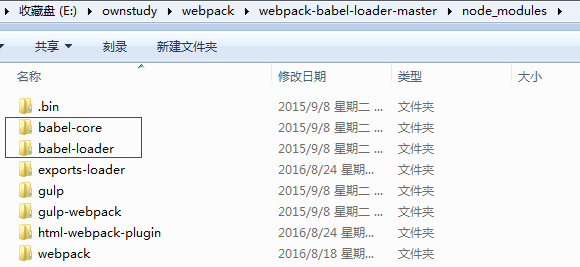 收藏盘 (E:) ownstudy webpack webpack-babel-loader-master node_modules
共享 刻录 新建文件夹
名称 修改日期 类型 大小
.bin 2015/9/8 星期二 ... 文件夹
babel-core 2015/9/8 星期二 ... 文件夹
babel-loader 2015/9/8 星期二 ... 文件夹
exports-loader 2016/8/24 星期... 文件夹
gulp 2015/9/8 星期二 ... 文件夹
gulp-webpack 2015/9/8 星期二 ... 文件夹
html-webpack-plugin 2016/8/24 星期... 文件夹
webpack 2016/8/18 星期... 文件夹